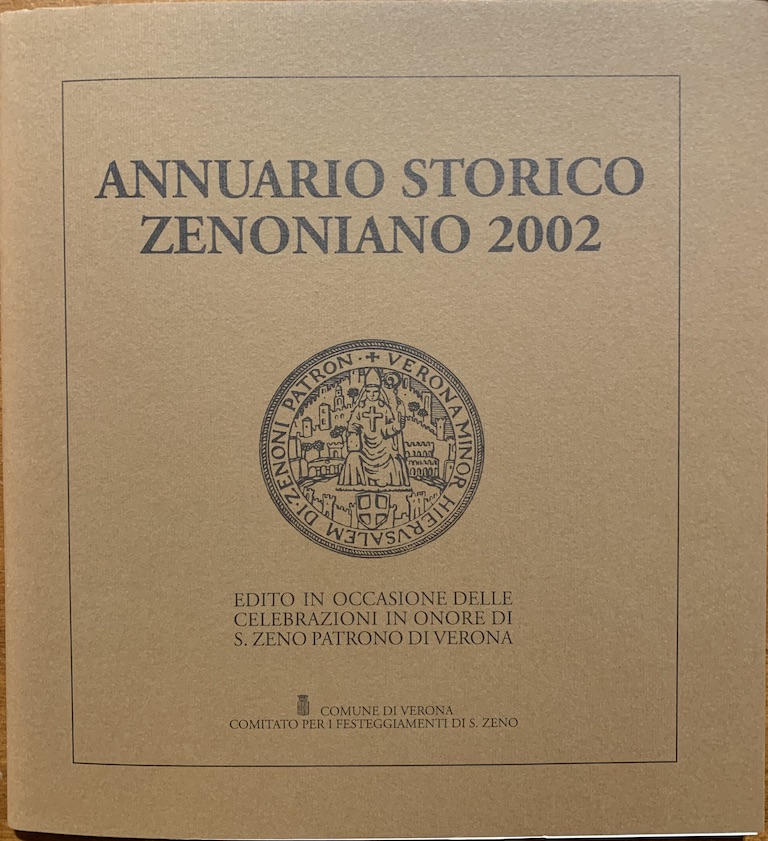 ANNUARIO STORICO
ZENONIANO 2002
+ VERONA MINOR HIERVSALEM DI · ZENONI PATRON ·
EDITO IN OCCASIONE DELLE
CELEBRAZIONI IN ONORE DI
S. ZENO PATRONO DI VERONA
COMUNE DI VERONA
COMITATO PER I FESTEGGIAMENTI DI S. ZENO